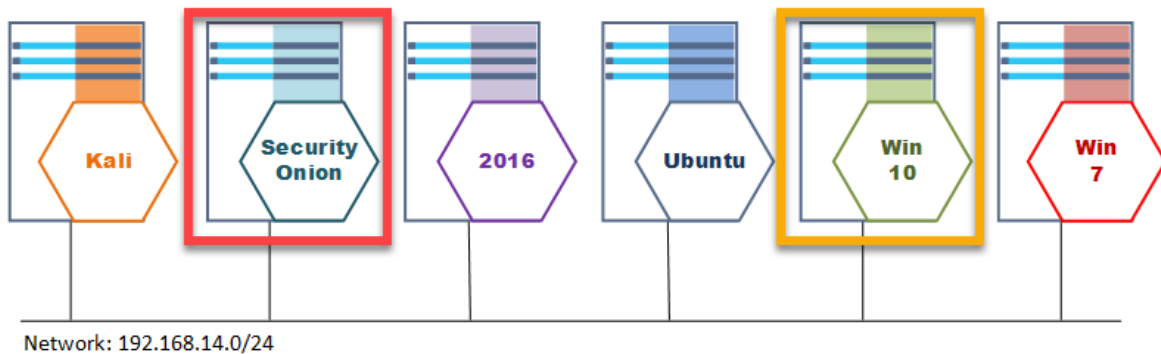 Kali
Security
Onion
2016
Ubuntu
Win
10
Win
7
Network: 192.168.14.0/24